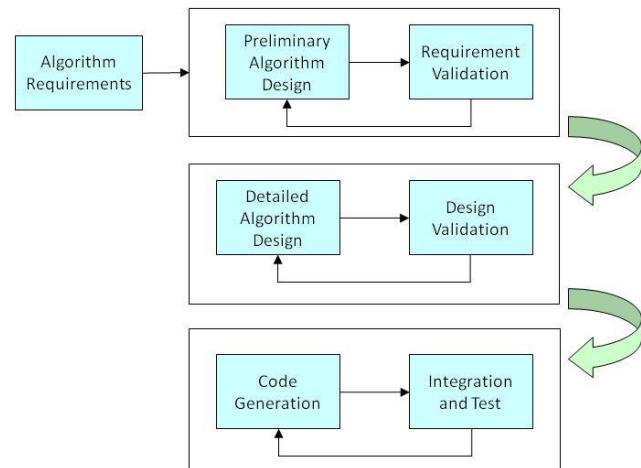 Algorithm
Requirements
Preliminary
Algorithm
Design
Requirement
Validation
Detailed
Algorithm
Design
Design
Validation
Code
Generation
Integration
and Test